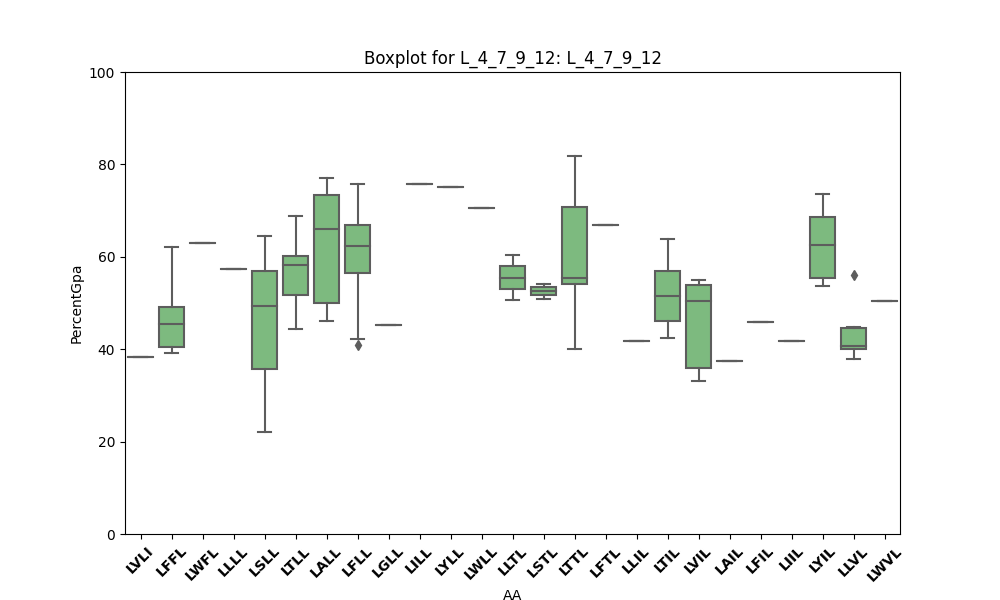 Boxplot for L_4_7_9_12: L_4_7_9_12
100
80
60
40
20
0
PercentGpa
LVLI LFFL LWFL LLLL LSLL LTLL LALL LFLL LGLL LILL LYLL LWLL LLTL LSTL LTTL LFTL LLIL LTIL LVIL LAIL LFIL LIIL LYIL LLVL LWVL
AA